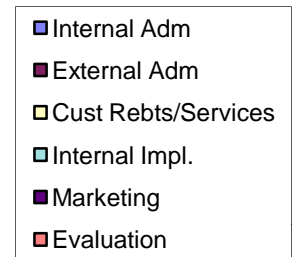 Internal Adm
External Adm
Cust Rebts/Services
Internal Impl.
Marketing
Evaluation